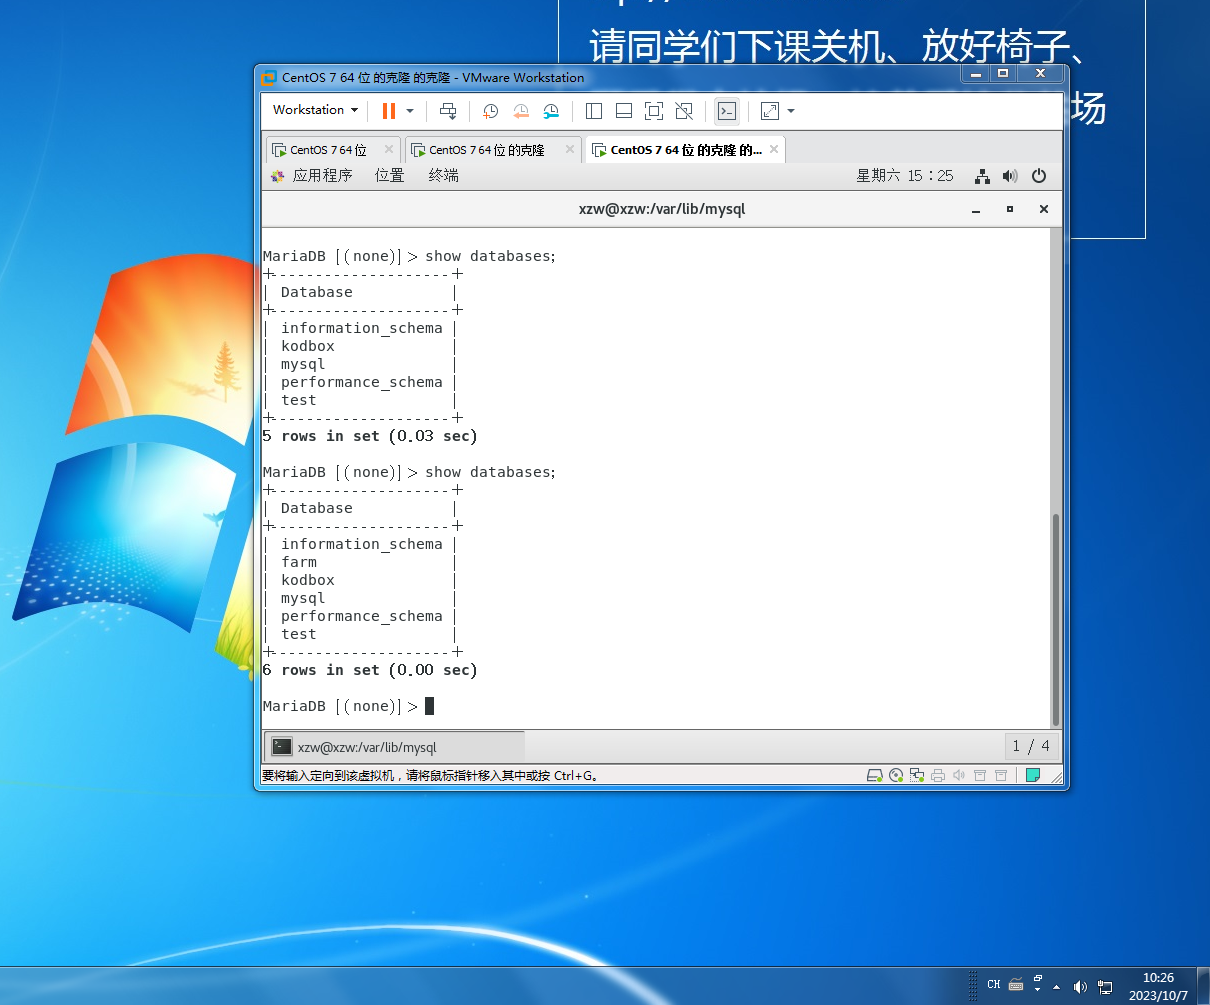 请同学们下课关机、放好椅子、
场
CentOS 7 64 位 的克隆 的克隆 - VMware Workstation
Workstation
CentOS 7 64 位
CentOS 7 64 位 的克隆
CentOS 7 64 位 的克隆 的...
应用程序 位置 终端 星期六 15：25
xzw@xzw:/var/lib/mysql
MariaDB [(none)]> show databases;
+--------------------+
| Database           |
+--------------------+
| information_schema |
| kodbox             |
| mysql              |
| performance_schema |
| test               |
+--------------------+
5 rows in set (0.03 sec)
MariaDB [(none)]> show databases;
+--------------------+
| Database           |
+--------------------+
| information_schema |
| farm               |
| kodbox             |
| mysql              |
| performance_schema |
| test               |
+--------------------+
6 rows in set (0.00 sec)
MariaDB [(none)]>
xzw@xzw:/var/lib/mysql
1 / 4
要将输入定向到该虚拟机，请将鼠标指针移入其中或按 Ctrl+G。
CH
10:26
2023/10/7